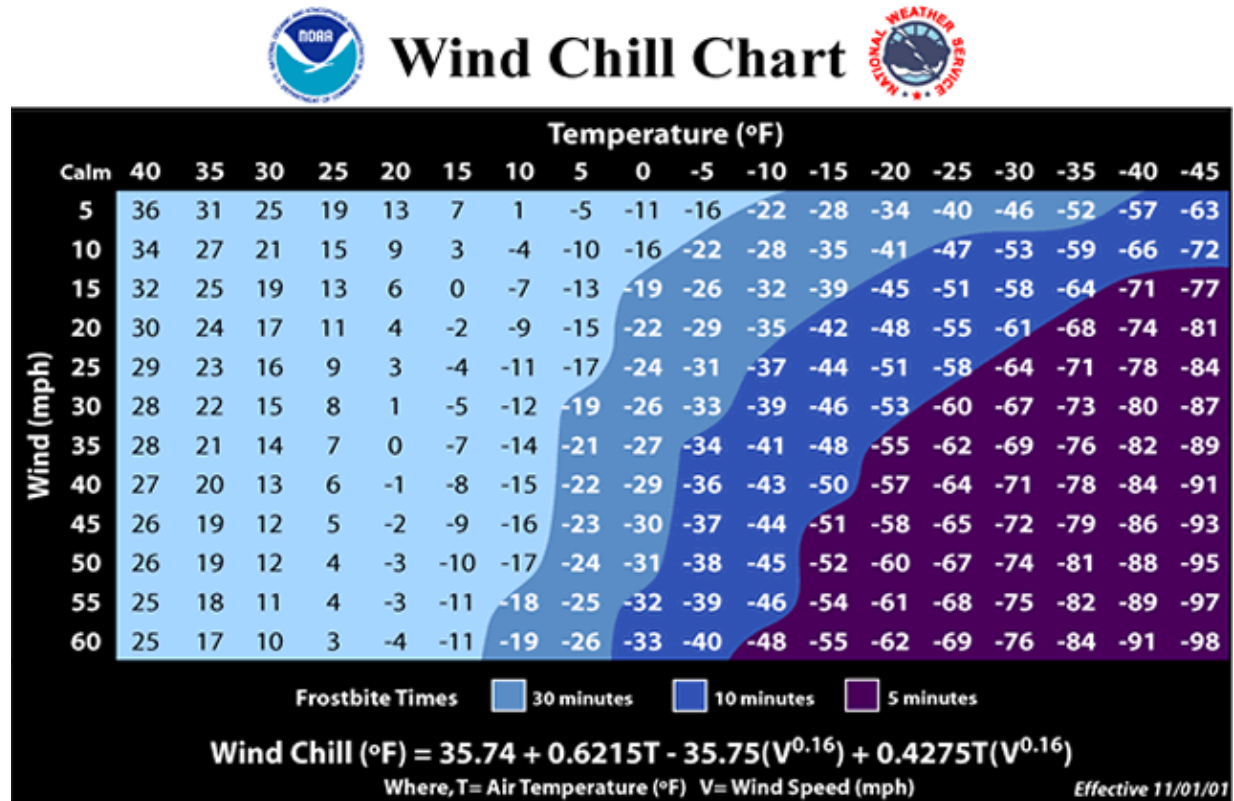 NOAA
NATIONAL OCEANIC AND ATMOSPHERIC ADMINISTRATION
U.S. DEPARTMENT OF COMMERCE
Wind Chill Chart
NATIONAL WEATHER SERVICE
Temperature (ºF)
Calm 40 35 30 25 20 15 10 5 0 -5 -10 -15 -20 -25 -30 -35 -40 -45
5 36 31 25 19 13 7 1 -5 -11 -16 -22 -28 -34 -40 -46 -52 -57 -63
10 34 27 21 15 9 3 -4 -10 -16 -22 -28 -35 -41 -47 -53 -59 -66 -72
15 32 25 19 13 6 0 -7 -13 -19 -26 -32 -39 -45 -51 -58 -64 -71 -77
20 30 24 17 11 4 -2 -9 -15 -22 -29 -35 -42 -48 -55 -61 -68 -74 -81
25 29 23 16 9 3 -4 -11 -17 -24 -31 -37 -44 -51 -58 -64 -71 -78 -84
30 28 22 15 8 1 -5 -12 -19 -26 -33 -39 -46 -53 -60 -67 -73 -80 -87
35 28 21 14 7 0 -7 -14 -21 -27 -34 -41 -48 -55 -62 -69 -76 -82 -89
40 27 20 13 6 -1 -8 -15 -22 -29 -36 -43 -50 -57 -64 -71 -78 -84 -91
45 26 19 12 5 -2 -9 -16 -23 -30 -37 -44 -51 -58 -65 -72 -79 -86 -93
50 26 19 12 4 -3 -10 -17 -24 -31 -38 -45 -52 -60 -67 -74 -81 -88 -95
55 25 18 11 4 -3 -11 -18 -25 -32 -39 -46 -54 -61 -68 -75 -82 -89 -97
60 25 17 10 3 -4 -11 -19 -26 -33 -40 -48 -55 -62 -69 -76 -84 -91 -98
Wind (mph)
Frostbite Times 30 minutes 10 minutes 5 minutes
Wind Chill (ºF) = 35.74 + 0.6215T - 35.75(V^0.16) + 0.4275T(V^0.16)
Where, T= Air Temperature (ºF) V= Wind Speed (mph)
Effective 11/01/01